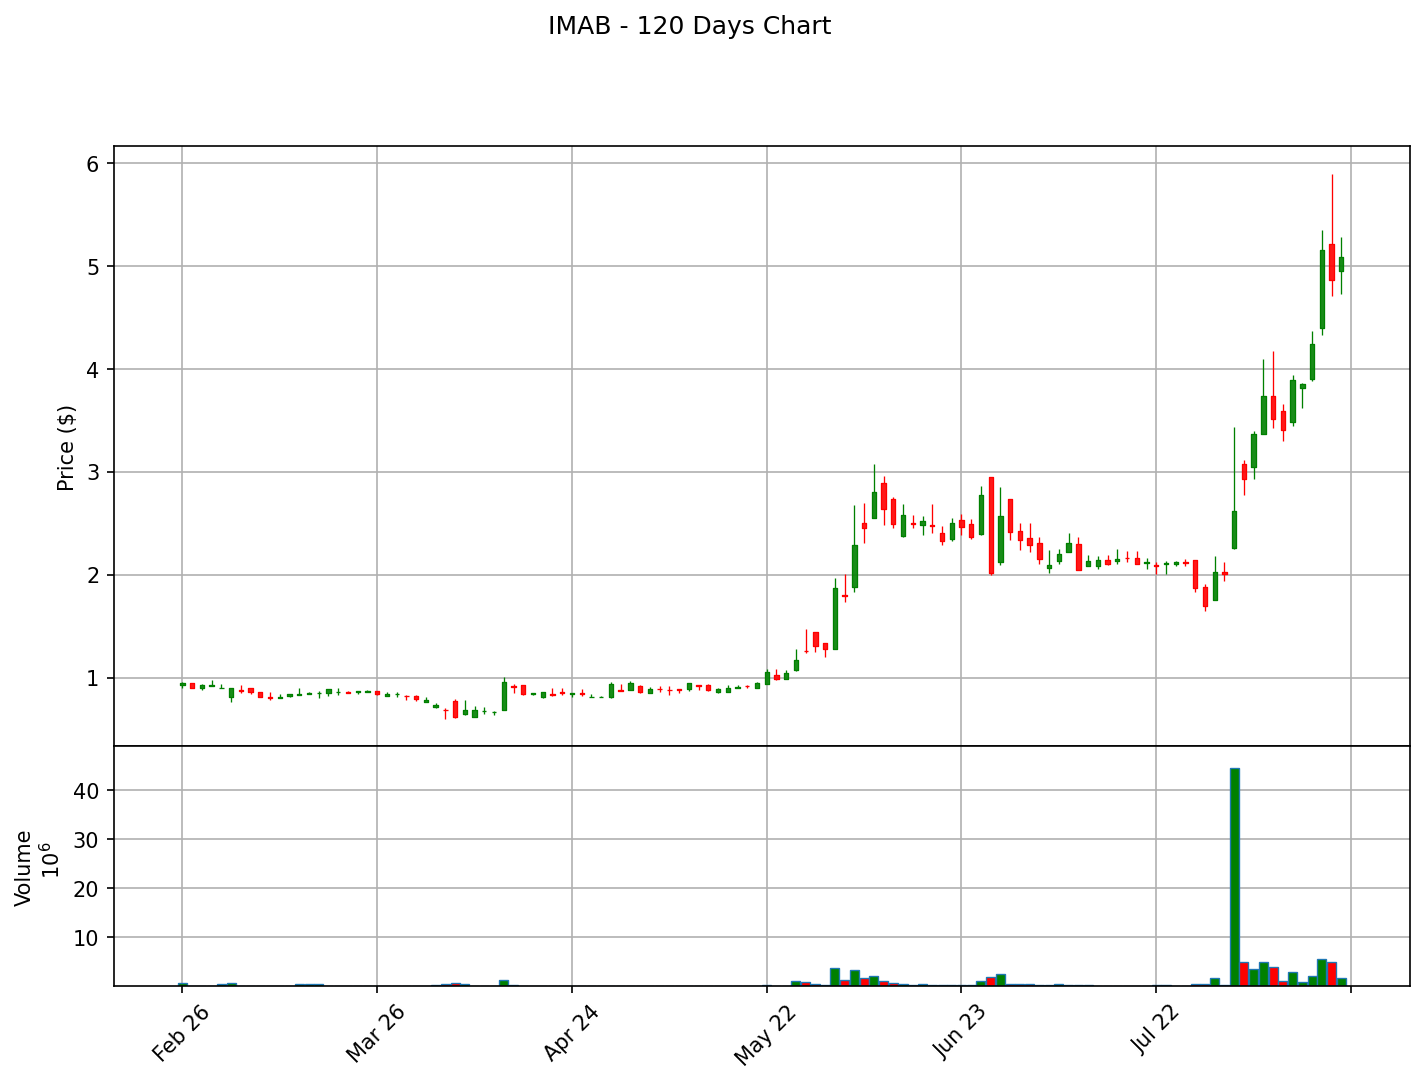 IMAB - 120 Days Chart
6
5
4
3
2
1
Price ($)
40
30
20
10
Volume
10⁶
Feb 26
Mar 26
Apr 24
May 22
Jun 23
Jul 22